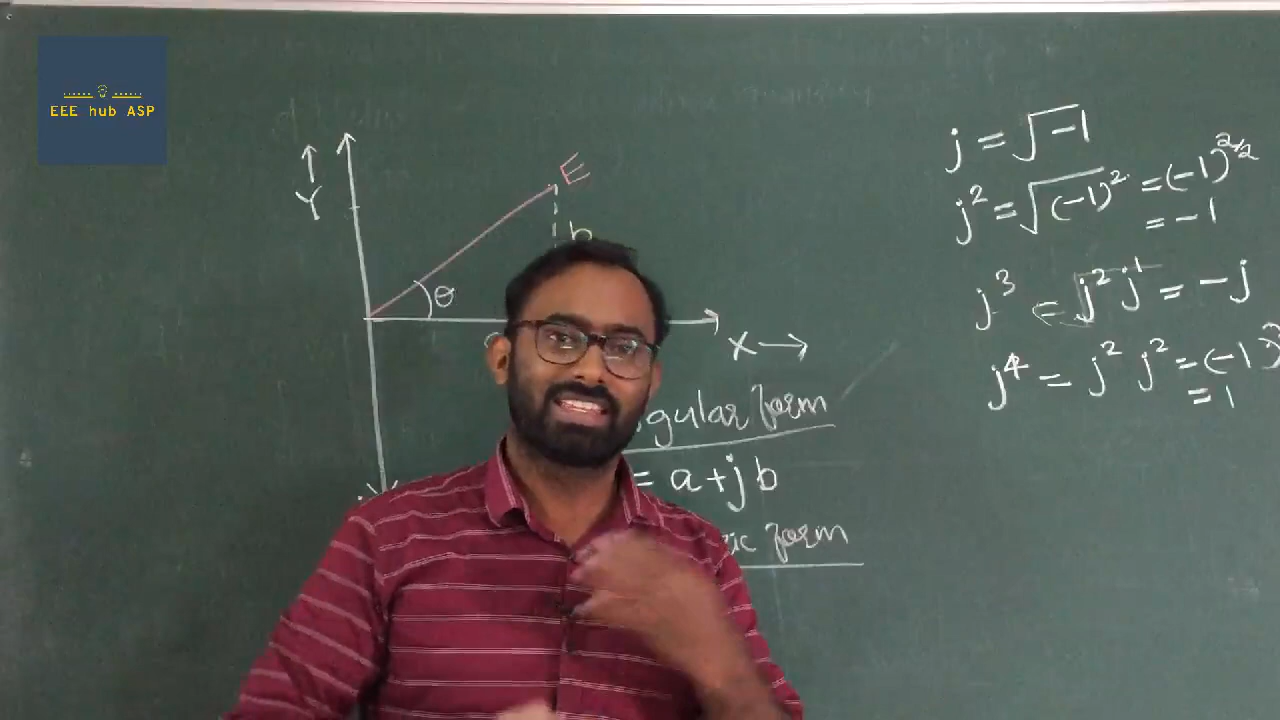 EEE hub ASP
Y
E
b
θ
X →
gular form
= a+jb
ic form
j = √-1
j² = √(-1)² = (-1)^2/2
= -1
j³ = j² j¹ = -j
j⁴ = j² j² = (-1)
= 1